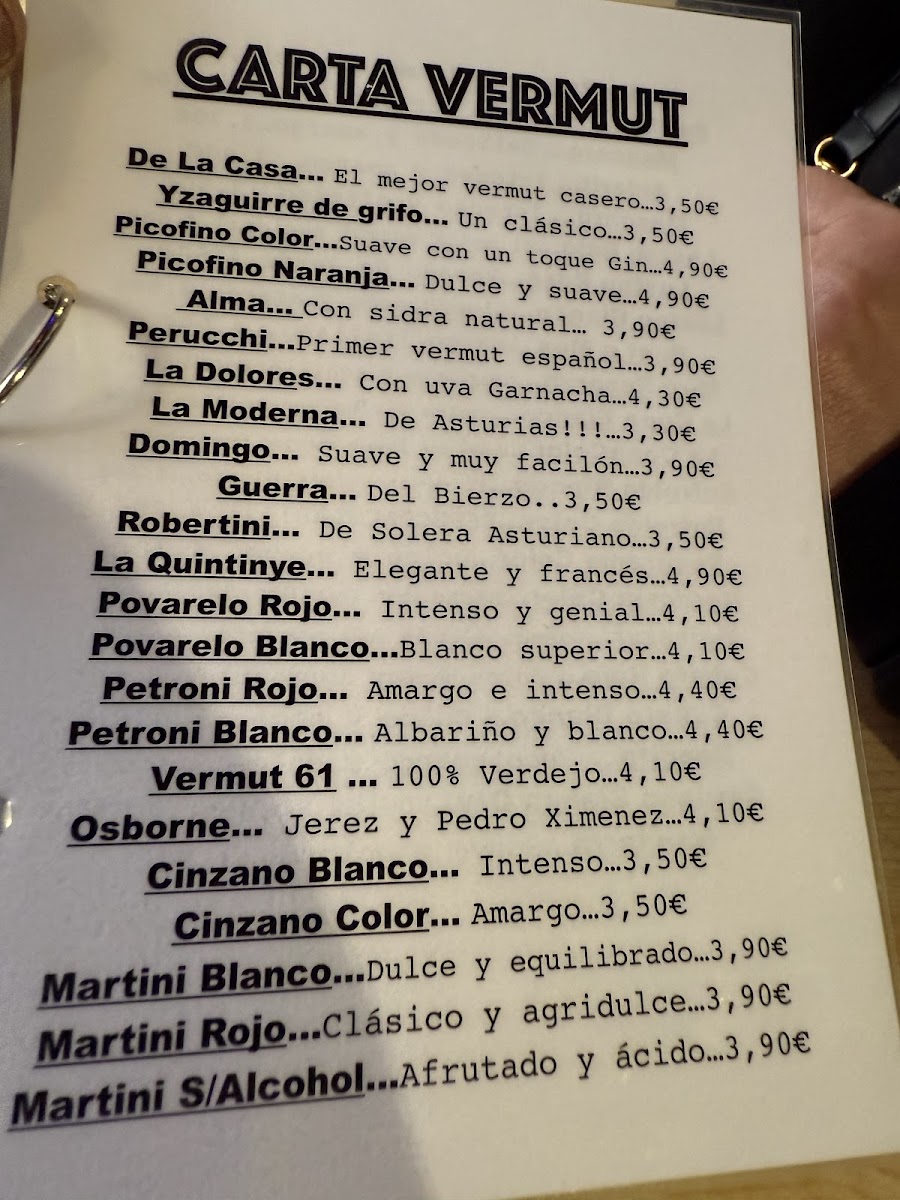 CARTA VERMUT
De La Casa... El mejor vermut casero…3,50€
Yzaguirre de grifo... Un clásico…3,50€
Picofino Color...Suave con un toque Gin…4,90€
Picofino Naranja... Dulce y suave…4,90€
Alma... Con sidra natural… 3,90€
Perucchi...Primer vermut español…3,90€
La Dolores... Con uva Garnacha…4,30€
La Moderna... De Asturias!!!…3,30€
Domingo... Suave y muy facilón…3,90€
Guerra... Del Bierzo..3,50€
Robertini... De Solera Asturiano…3,50€
La Quintinye... Elegante y francés…4,90€
Povarelo Rojo... Intenso y genial…4,10€
Povarelo Blanco...Blanco superior…4,10€
Petroni Rojo... Amargo e intenso…4,40€
Petroni Blanco... Albariño y blanco…4,40€
Vermut 61 ... 100% Verdejo…4,10€
Osborne... Jerez y Pedro Ximenez…4,10€
Cinzano Blanco... Intenso…3,50€
Cinzano Color... Amargo…3,50€
Martini Blanco...Dulce y equilibrado…3,90€
Martini Rojo...Clásico y agridulce…3,90€
Martini S/Alcohol...Afrutado y ácido…3,90€